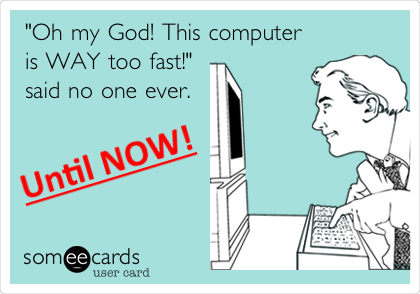 "Oh my God! This computer
is WAY too fast!"
said no one ever.
Until NOW!
someecards
user card